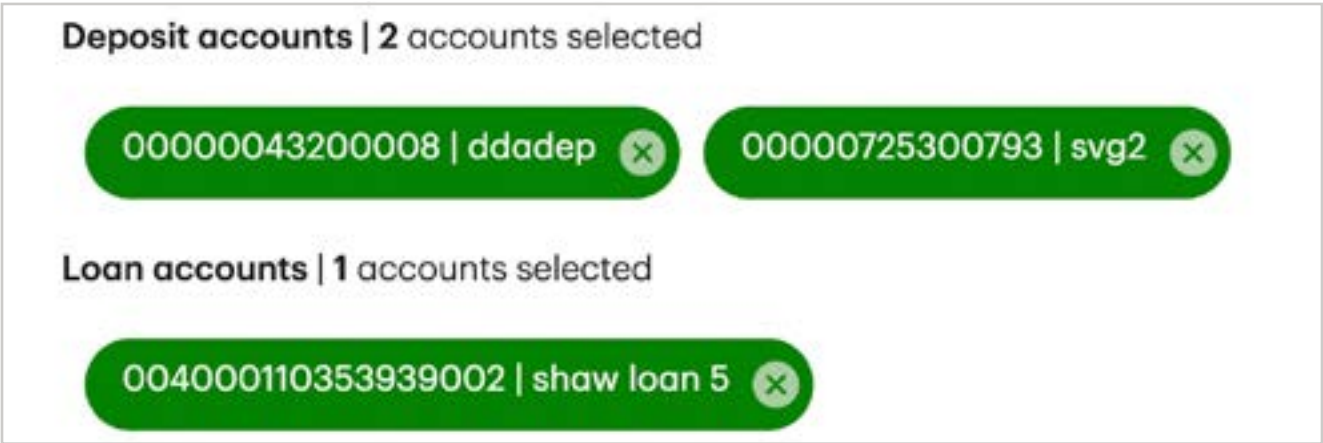 Deposit accounts | 2 accounts selected
00000043200008 | ddadep 00000725300793 | svg2
Loan accounts | 1 accounts selected
004000110353939002 | shaw loan 5